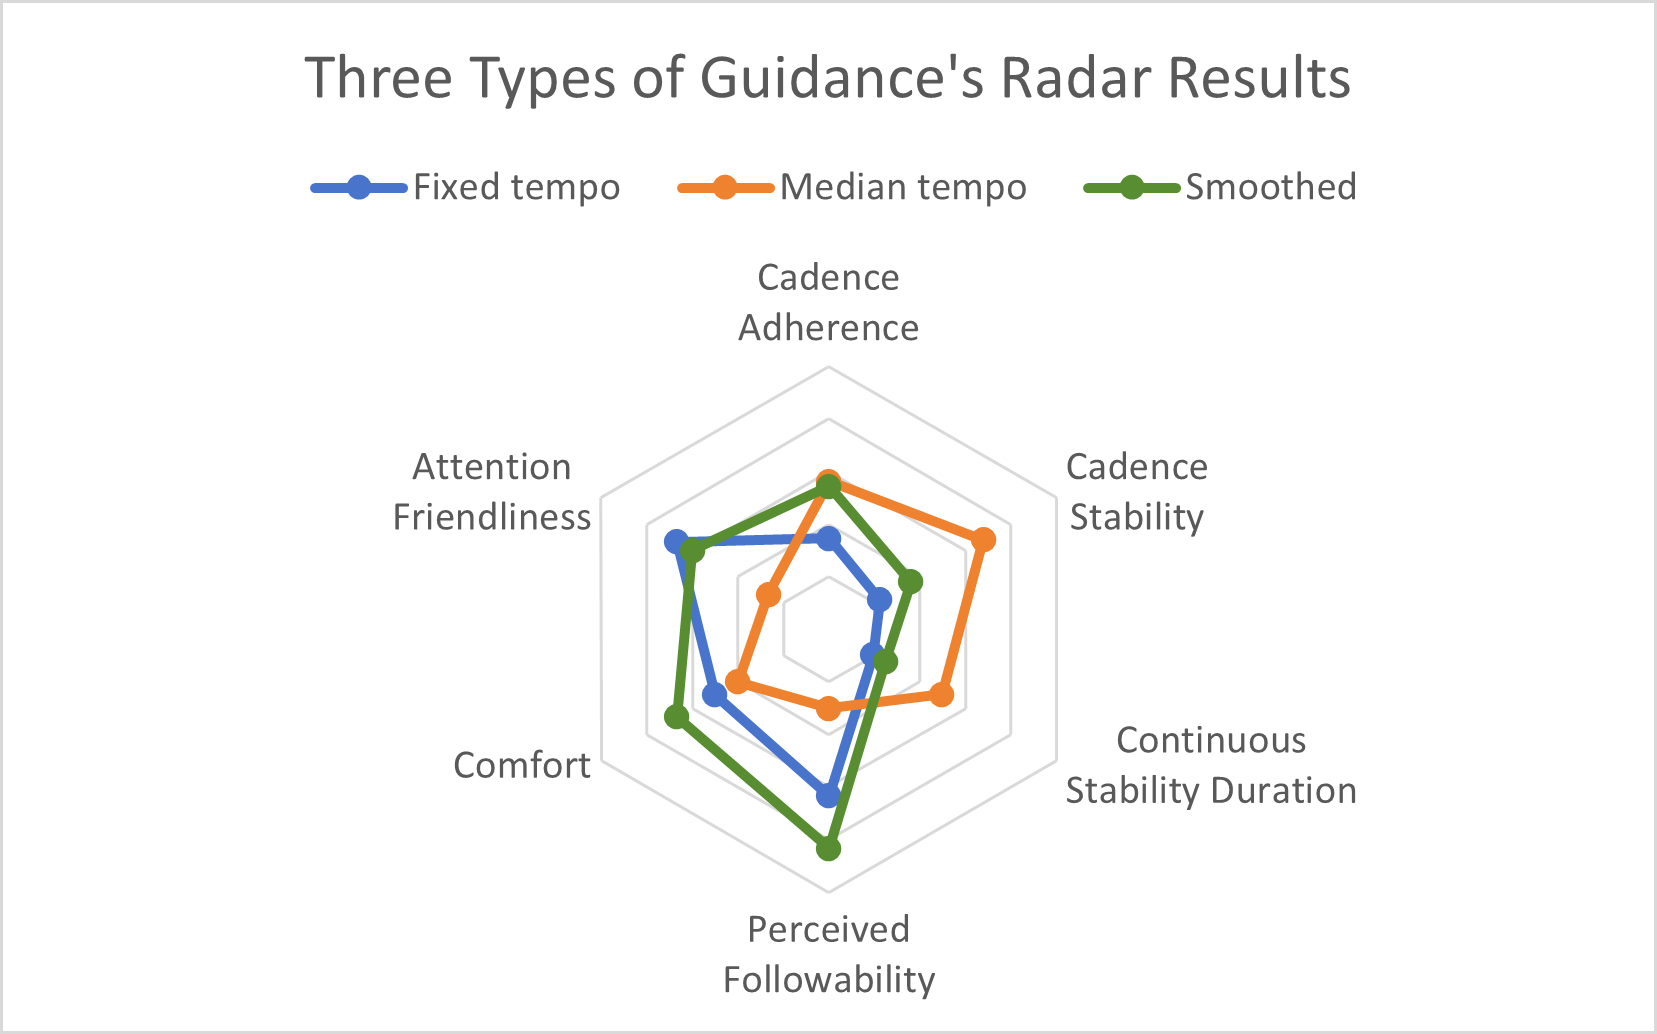 Three Types of Guidance's Radar Results
Fixed tempo
Median tempo
Smoothed
Cadence
Adherence
Cadence
Stability
Continuous
Stability Duration
Perceived
Followability
Comfort
Attention
Friendliness